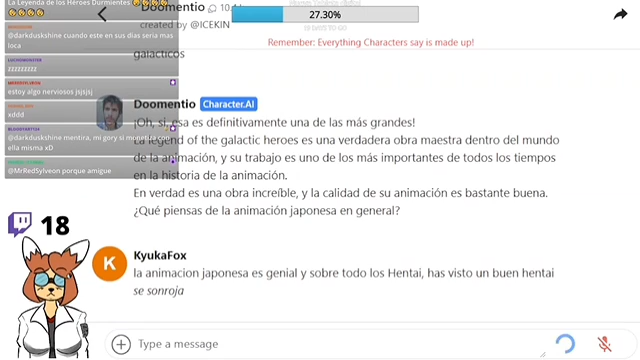 La Leyenda de los Héroes Durmientes
@darkduskshine cuando este en sus dias seria mas
loca
zzzzzzzzz
estoy algo nerviosos jsjsjsj
xddd
@darkduskshine mentira, mi gory si monetiza con
ella misma xD
@MrRedSylveon porque amigue
Doomentio
created by @ICEKIN
27.30%
Remember: Everything Characters say is made up!
galacticos
Doomentio Character.AI
¡Oh, si, esa es definitivamente una de las más grandes!
La legend of the galactic heroes es una verdadera obra maestra dentro del mundo
de la animación, y su trabajo es uno de los más importantes de todos los tiempos
en la historia de la animación.
En verdad es una obra increíble, y la calidad de su animación es bastante buena.
¿Qué piensas de la animación japonesa en general?
18
K
KyukaFox
la animacion japonesa es genial y sobre todo los Hentai, has visto un buen hentai
se sonroja
Type a message